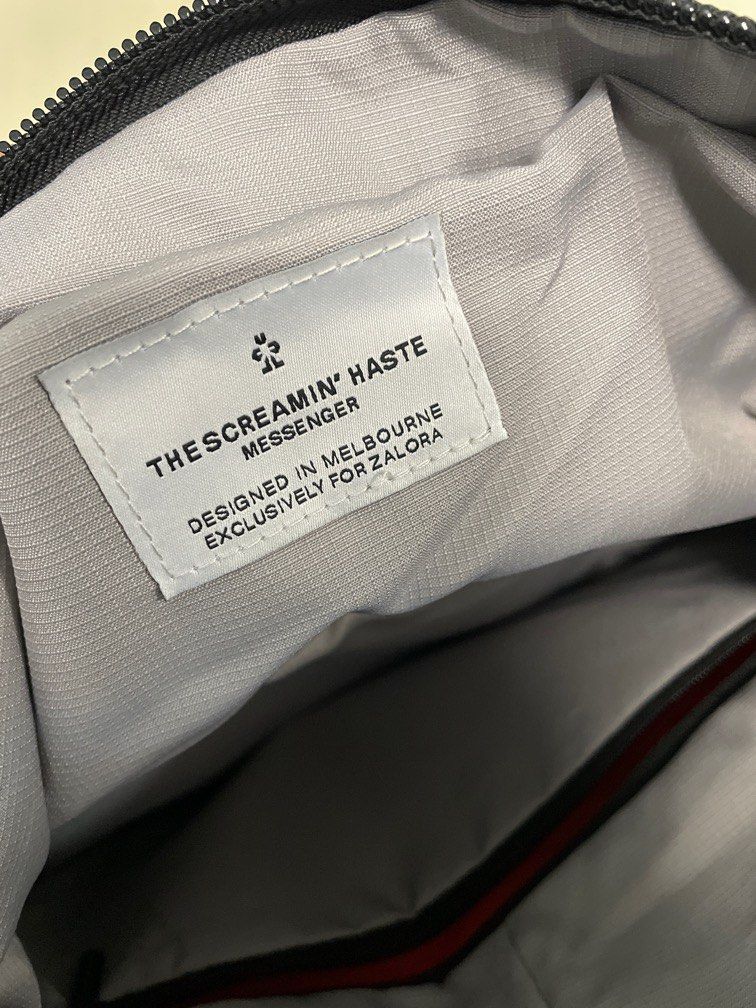 THE SCREAMIN' HASTE
MESSENGER
DESIGNED IN MELBOURNE
EXCLUSIVELY FOR ZALORA